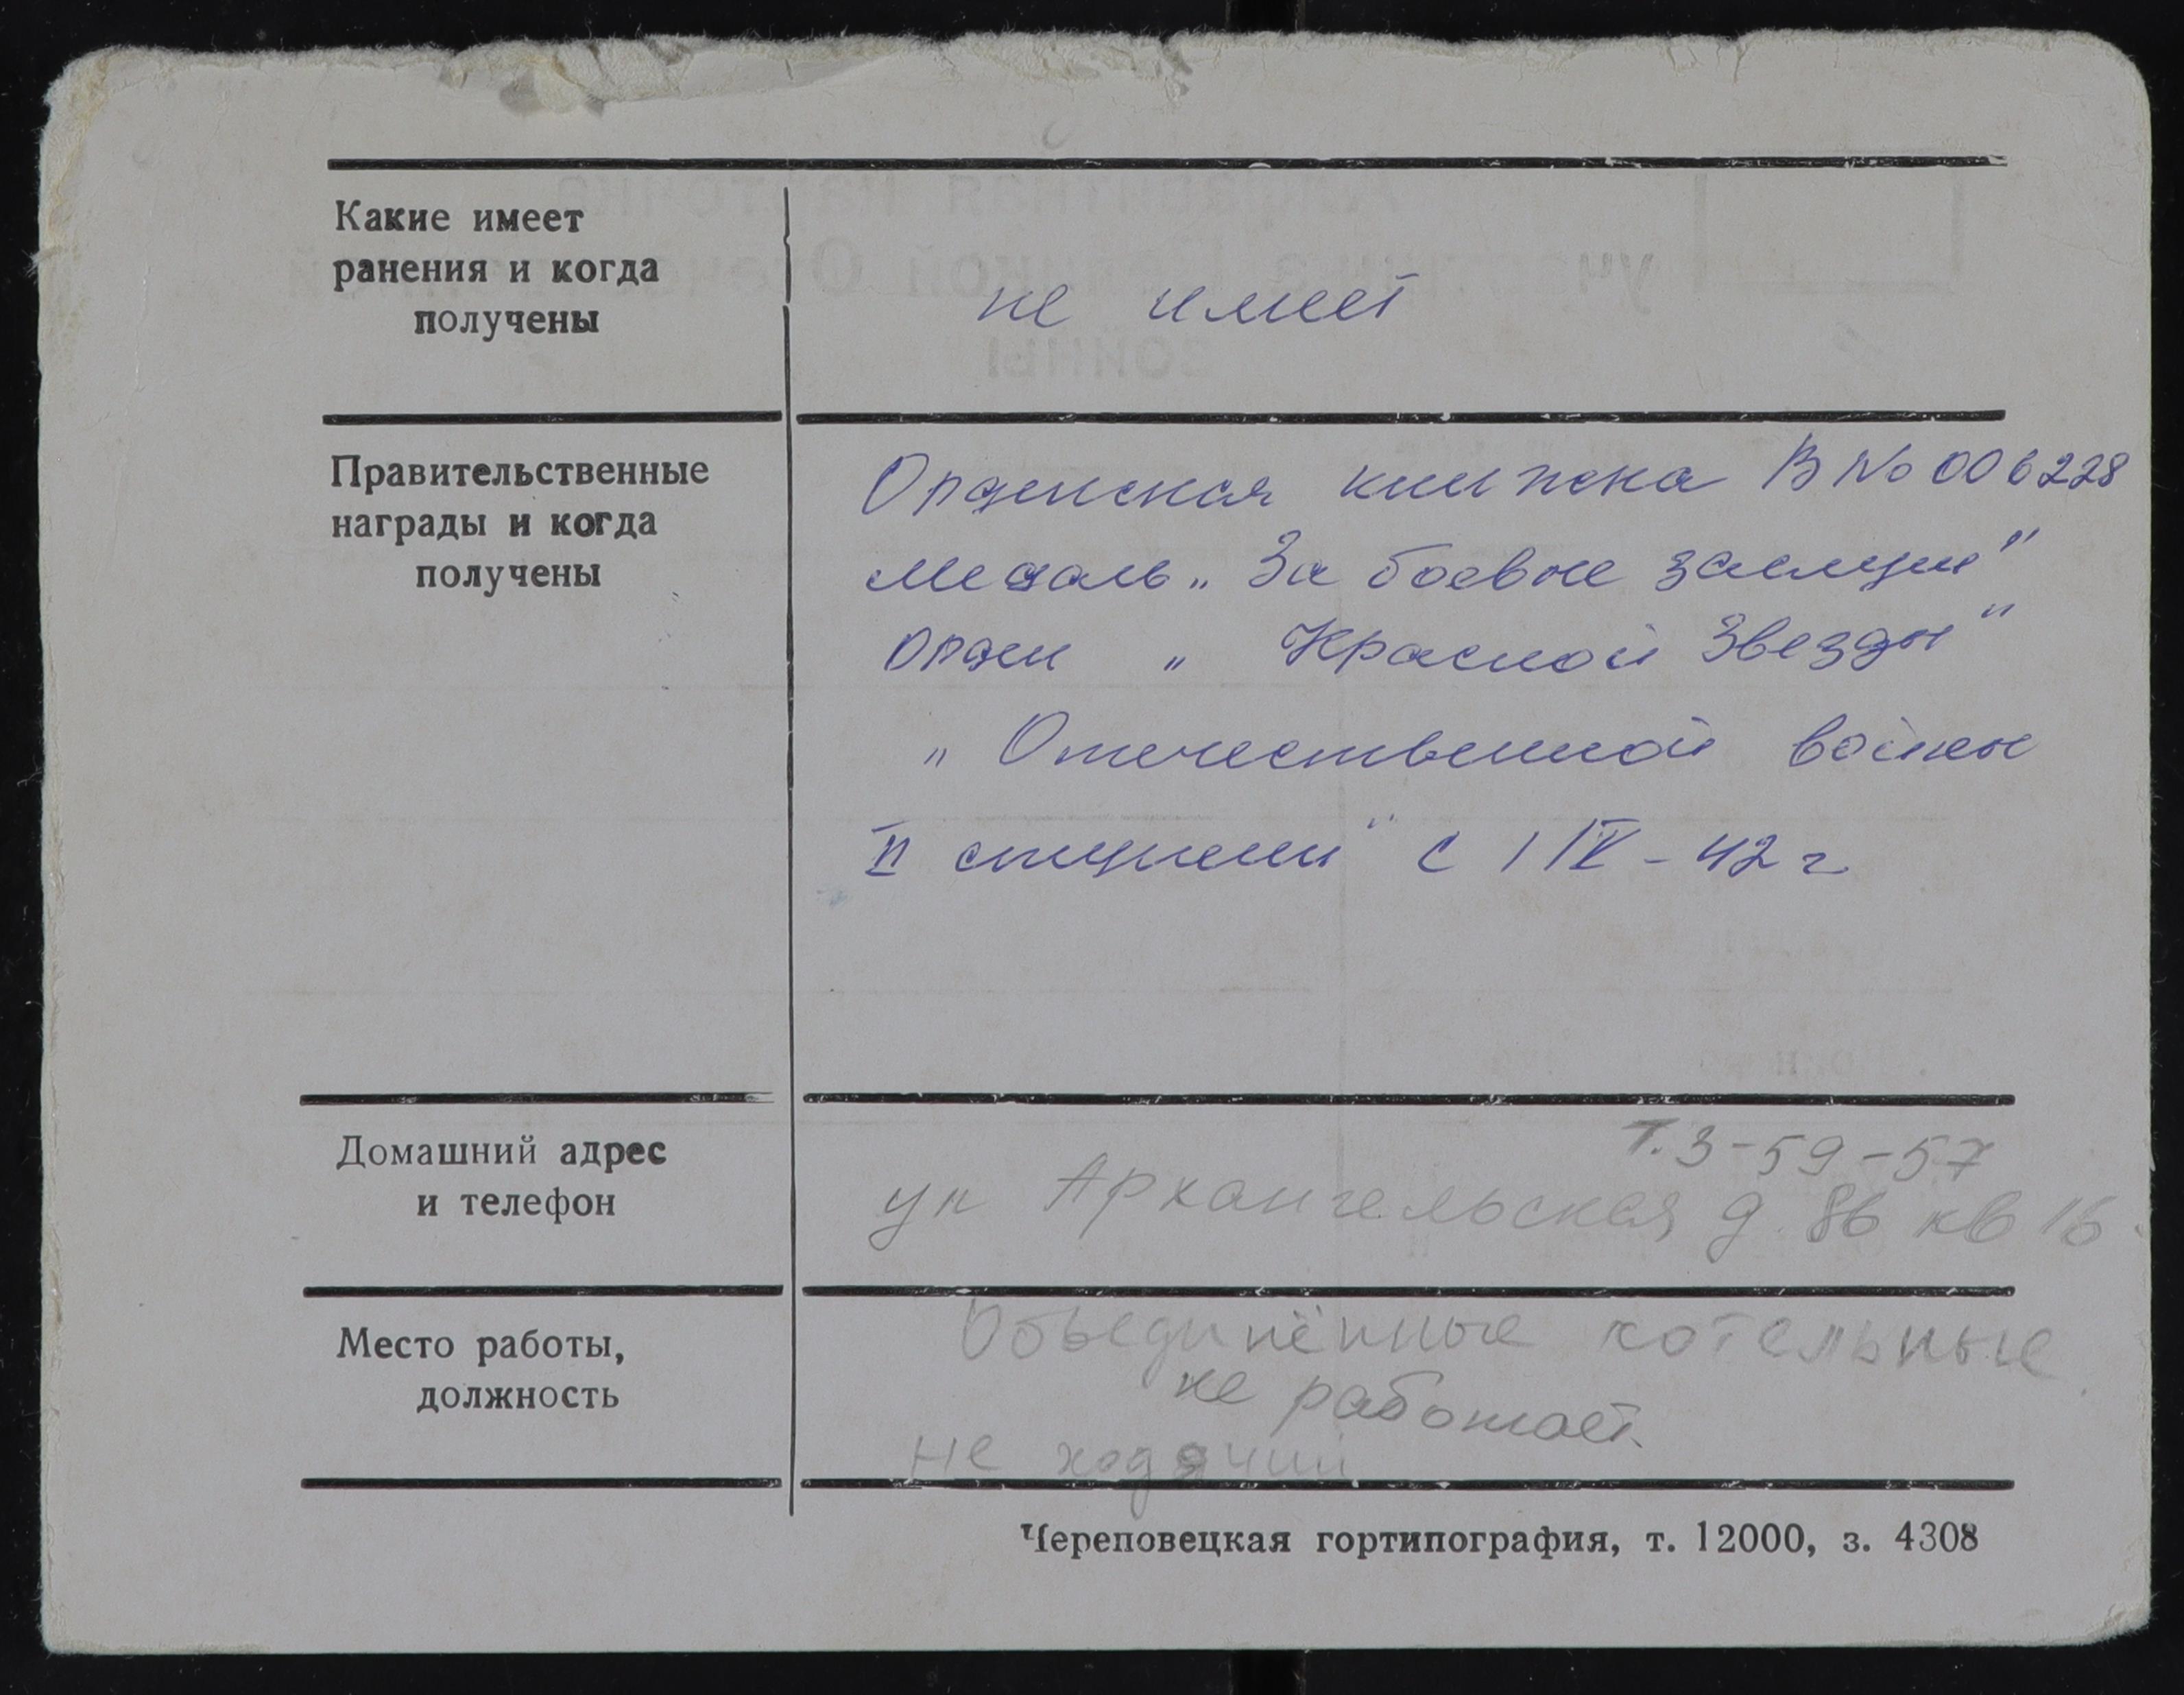 Какие имеет
ранения и когда
получены
не имеет
Правительственные
награды и когда
получены
Орденская книжка В № 006228
медаль „За боевые заслуги"
орден „Красной Звезды"
„Отечественной войны
II степени" с 1 IV - 42 г
Домашний адрес
и телефон
т. 3-59-57
ул Архангельская д. 8б кв 16
Место работы,
должность
Объединённые котельные
не работает.
не ходячий
Череповецкая гортипография, т. 12000, з. 4308